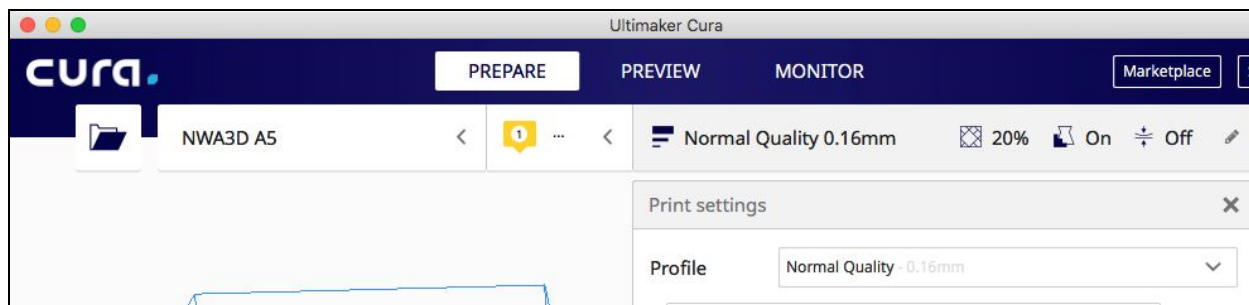 Ultimaker Cura
cura.
PREPARE PREVIEW MONITOR Marketplace
NWA3D A5 1 ... Normal Quality 0.16mm 20% On Off
Print settings
Profile Normal Quality - 0.16mm